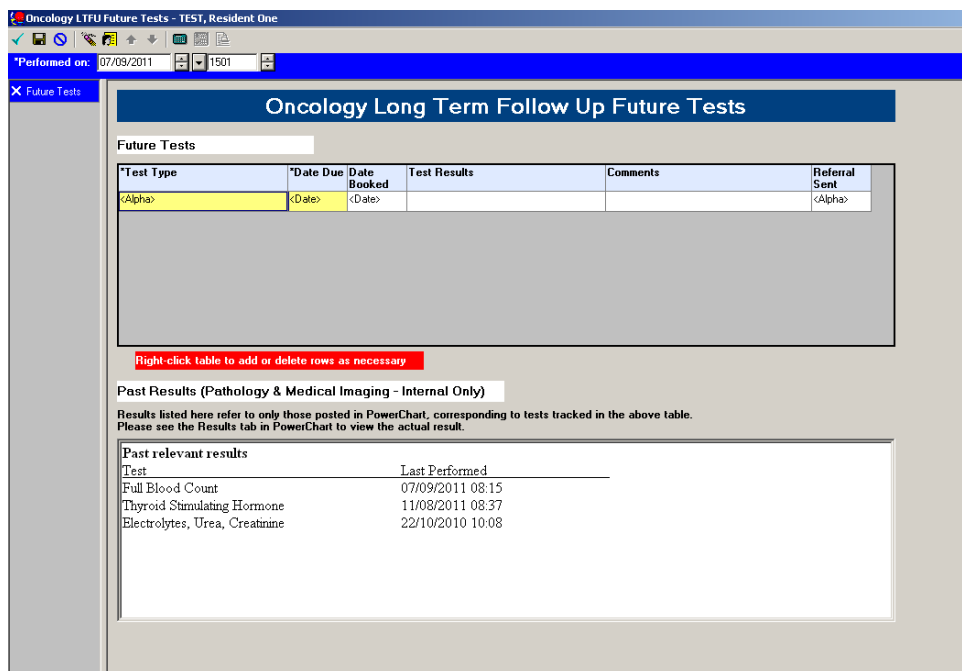 Oncology LTFU Future Tests - TEST, Resident One
*Performed on: 07/09/2011 1501
Future Tests
Oncology Long Term Follow Up Future Tests
Future Tests
*Test Type *Date Due Date Booked Test Results Comments Referral Sent
<Alpha> <Date> <Date> <Alpha>
Right-click table to add or delete rows as necessary
Past Results (Pathology & Medical Imaging - Internal Only)
Results listed here refer to only those posted in PowerChart, corresponding to tests tracked in the above table.
Please see the Results tab in PowerChart to view the actual result.
Past relevant results
Test Last Performed
Full Blood Count 07/09/2011 08:15
Thyroid Stimulating Hormone 11/08/2011 08:37
Electrolytes, Urea, Creatinine 22/10/2010 10:08